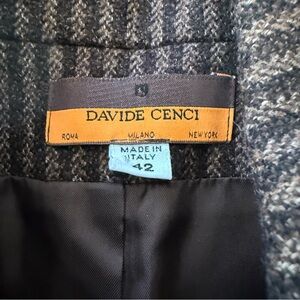 DAVIDE CENCI
ROMA MILANO NEW YORK
MADE IN
ITALY
42